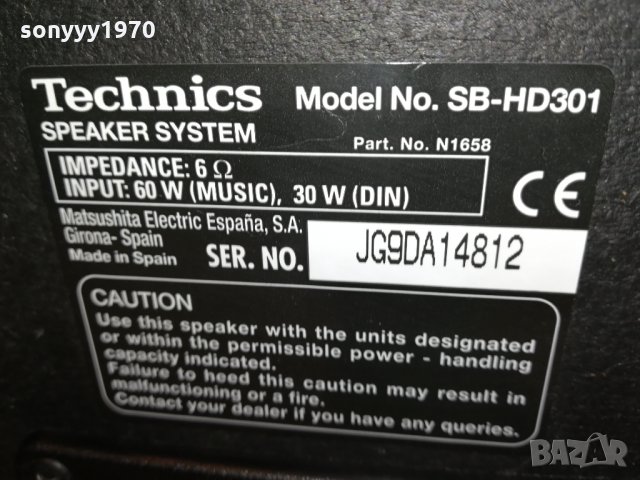 sonyyy1970
Technics Model No. SB-HD301
SPEAKER SYSTEM Part. No. N1658
IMPEDANCE: 6 Ω
INPUT: 60 W (MUSIC), 30 W (DIN)
CE
Matsushita Electric España, S.A.
Girona- Spain
Made in Spain SER. NO. JG9DA14812
CAUTION
Use this speaker with the units designated
or within the permissible power - handling
capacity indicated.
Failure to heed this caution may result in
malfunctioning or a fire.
Contact your dealer if you have any queries.
BAZAR